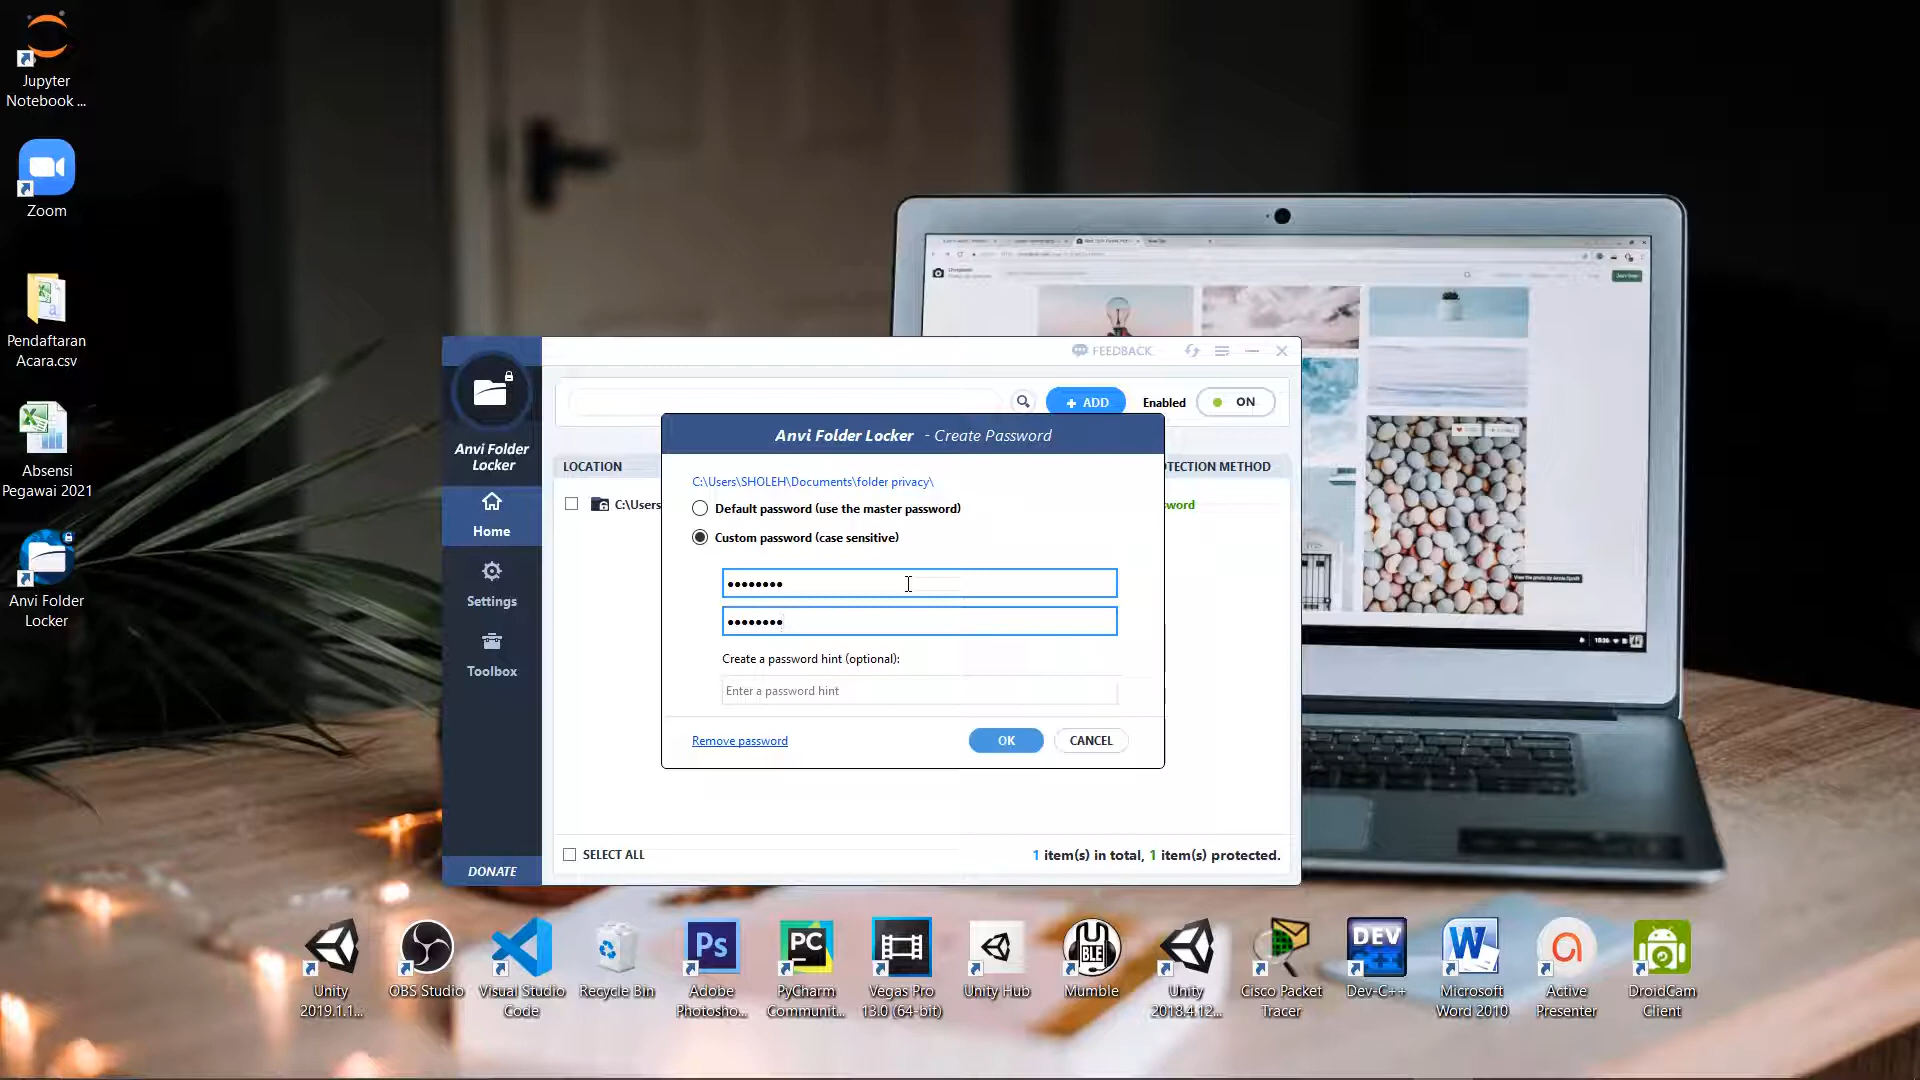 Jupyter
Notebook ...
Zoom
Pendaftaran
Acara.csv
Absensi
Pegawai 2021
Anvi Folder
Locker
FEEDBACK
+ ADD
Enabled
ON
Anvi Folder
Locker
Home
Settings
Toolbox
DONATE
LOCATION
TECTION METHOD
C:\Users
sword
Anvi Folder Locker - Create Password
C:\Users\SHOLEH\Documents\folder privacy\
Default password (use the master password)
Custom password (case sensitive)
••••••••
••••••••
Create a password hint (optional):
Enter a password hint
Remove password
OK
CANCEL
SELECT ALL
1 item(s) in total, 1 item(s) protected.
Ps
PC
BLE
DEV
C++
W
Unity
2019.1.1...
OBS Studio
Visual Studio
Code
Recycle Bin
Adobe
Photosho...
PyCharm
Communit...
Vegas Pro
13.0 (64-bit)
Unity Hub
Mumble
Unity
2018.4.12...
Cisco Packet
Tracer
Dev-C++
Microsoft
Word 2010
Active
Presenter
DroidCam
Client